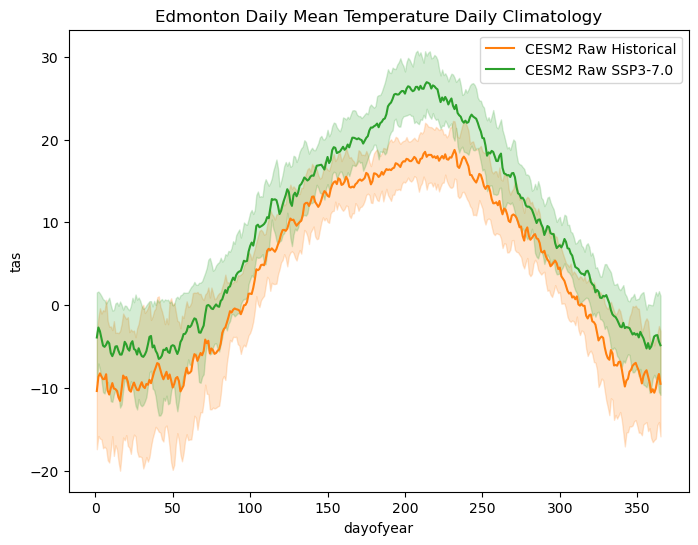 Edmonton Daily Mean Temperature Daily Climatology
CESM2 Raw Historical
CESM2 Raw SSP3-7.0
30
20
10
0
−10
−20
tas
0 50 100 150 200 250 300 350
dayofyear